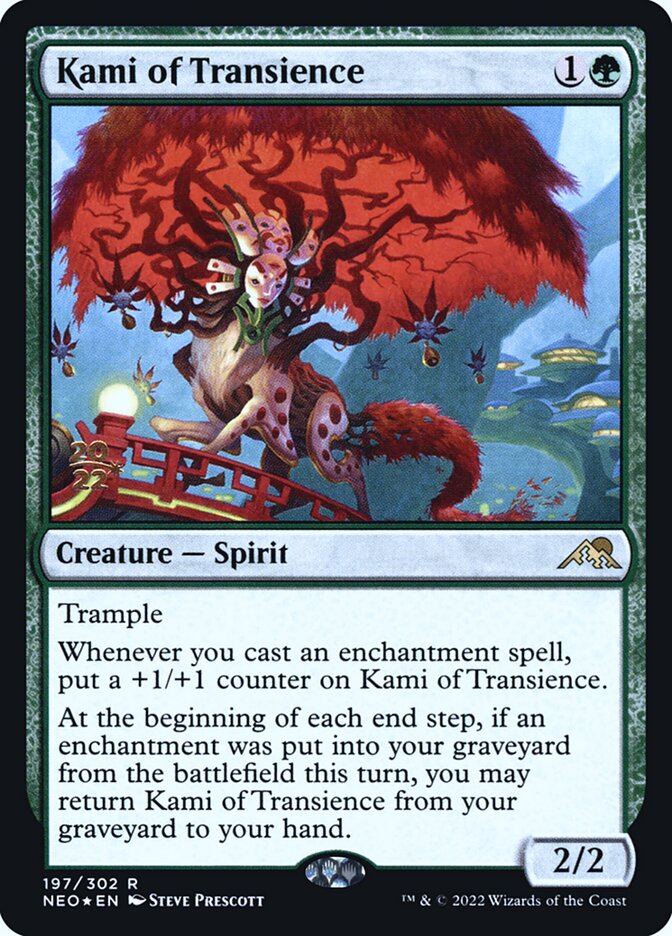 Kami of Transience 1
20
22
Creature — Spirit
Trample
Whenever you cast an enchantment spell,
put a +1/+1 counter on Kami of Transience.
At the beginning of each end step, if an
enchantment was put into your graveyard
from the battlefield this turn, you may
return Kami of Transience from your
graveyard to your hand.
2/2
197/302 R
NEO★EN Steve Prescott
™ & © 2022 Wizards of the Coast